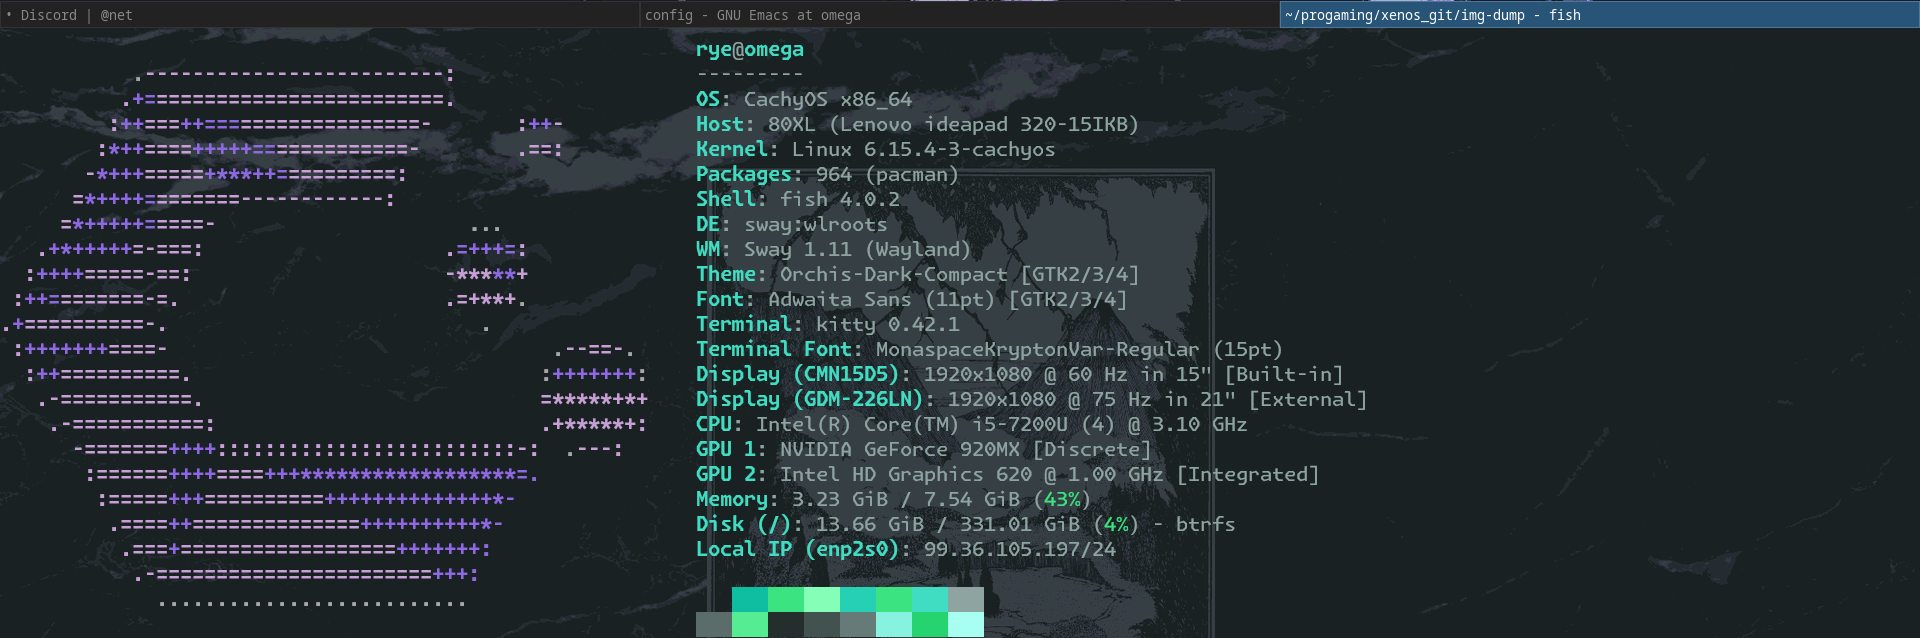 • Discord | @net
config - GNU Emacs at omega
~/progaming/xenos_git/img-dump - fish
rye@omega
---------
OS: CachyOS x86_64
Host: 80XL (Lenovo ideapad 320-15IKB)
Kernel: Linux 6.15.4-3-cachyos
Packages: 964 (pacman)
Shell: fish 4.0.2
DE: sway:wlroots
WM: Sway 1.11 (Wayland)
Theme: Orchis-Dark-Compact [GTK2/3/4]
Font: Adwaita Sans (11pt) [GTK2/3/4]
Terminal: kitty 0.42.1
Terminal Font: MonaspaceKryptonVar-Regular (15pt)
Display (CMN15D5): 1920x1080 @ 60 Hz in 15" [Built-in]
Display (GDM-226LN): 1920x1080 @ 75 Hz in 21" [External]
CPU: Intel(R) Core(TM) i5-7200U (4) @ 3.10 GHz
GPU 1: NVIDIA GeForce 920MX [Discrete]
GPU 2: Intel HD Graphics 620 @ 1.00 GHz [Integrated]
Memory: 3.23 GiB / 7.54 GiB (43%)
Disk (/): 13.66 GiB / 331.01 GiB (4%) - btrfs
Local IP (enp2s0): 99.36.105.197/24